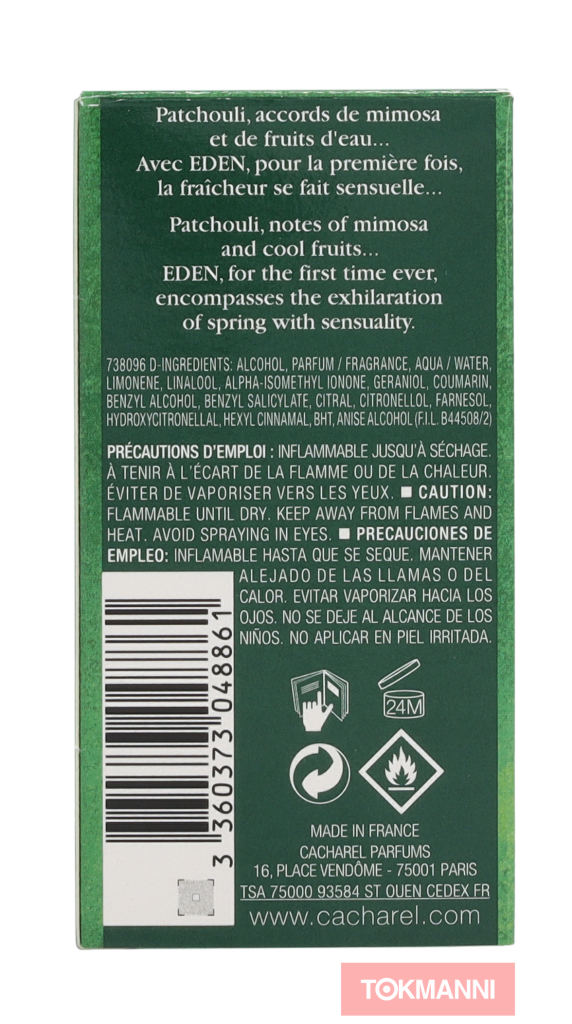 Patchouli, accords de mimosa
et de fruits d'eau...
Avec EDEN, pour la première fois,
la fraîcheur se fait sensuelle...
Patchouli, notes of mimosa
and cool fruits...
EDEN, for the first time ever,
encompasses the exhilaration
of spring with sensuality.
738096 D-INGREDIENTS: ALCOHOL, PARFUM / FRAGRANCE, AQUA / WATER,
LIMONENE, LINALOOL, ALPHA-ISOMETHYL IONONE, GERANIOL, COUMARIN,
BENZYL ALCOHOL, BENZYL SALICYLATE, CITRAL, CITRONELLOL, FARNESOL,
HYDROXYCITRONELLAL, HEXYL CINNAMAL, BHT, ANISE ALCOHOL (F.I.L. B44508/2)
PRÉCAUTIONS D'EMPLOI : INFLAMMABLE JUSQU'À SÉCHAGE.
À TENIR À L'ÉCART DE LA FLAMME OU DE LA CHALEUR.
ÉVITER DE VAPORISER VERS LES YEUX. ■ CAUTION:
FLAMMABLE UNTIL DRY. KEEP AWAY FROM FLAMES AND
HEAT. AVOID SPRAYING IN EYES. ■ PRECAUCIONES DE
EMPLEO: INFLAMABLE HASTA QUE SE SEQUE. MANTENER
ALEJADO DE LAS LLAMAS O DEL
CALOR. EVITAR VAPORIZAR HACIA LOS
OJOS. NO SE DEJE AL ALCANCE DE LOS
NIÑOS. NO APLICAR EN PIEL IRRITADA.
3 360373 048861
24M
MADE IN FRANCE
CACHAREL PARFUMS
16, PLACE VENDÔME - 75001 PARIS
TSA 75000 93584 ST OUEN CEDEX FR
www.cacharel.com
TOKMANNI